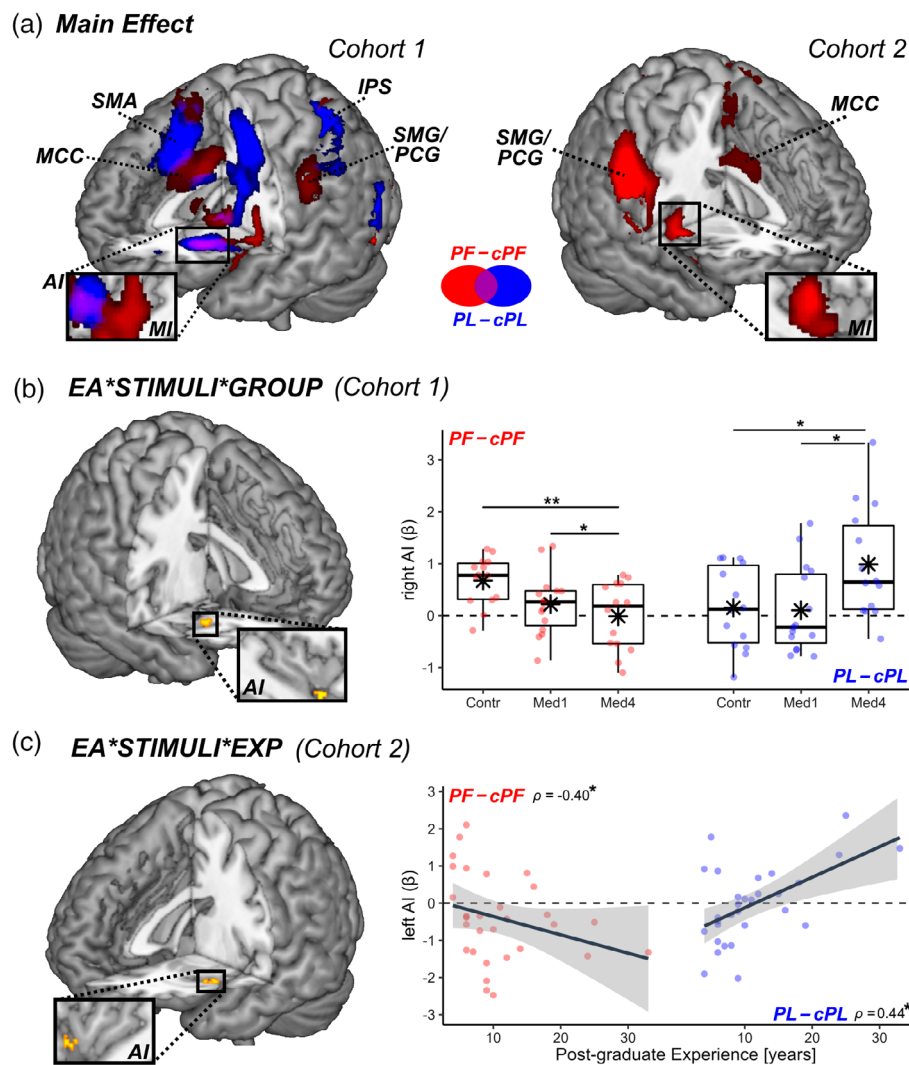 (a) Main Effect
Cohort 1
Cohort 2
IPS
SMA
MCC
SMG/
PCG
MCC
SMG/
PCG
PF – cPF
PL – cPL
AI
MI
MI
(b) EA*STIMULI*GROUP (Cohort 1)
PF – cPF
*
*
**
*
right AI (β)
3
2
1
0
-1
AI
PL – cPL
Contr Med1 Med4 Contr Med1 Med4
(c) EA*STIMULI*EXP (Cohort 2)
PF – cPF ρ = -0.40*
left AI (β)
3
2
1
0
-1
-2
-3
AI
PL – cPL ρ = 0.44*
10 20 30 10 20 30
Post-graduate Experience [years]